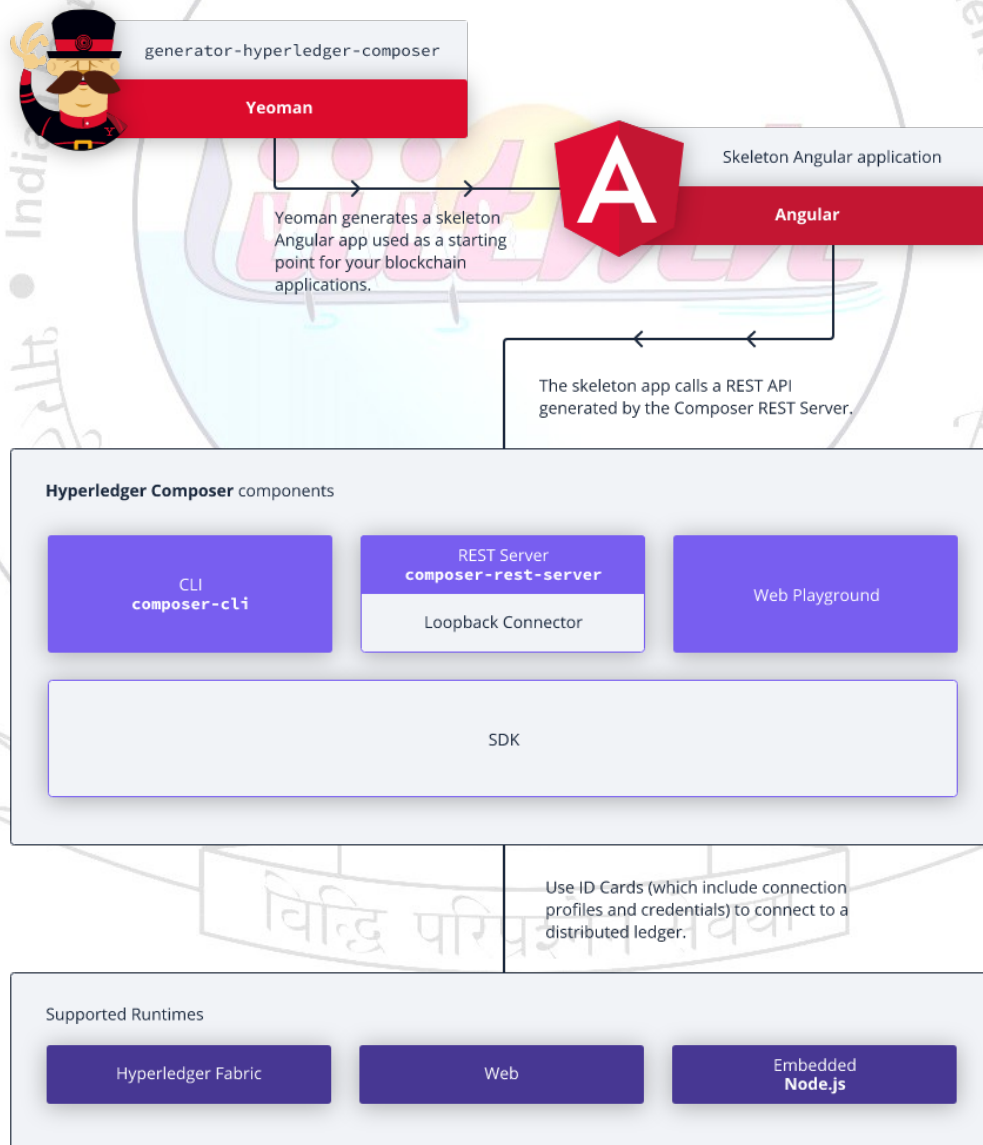 generator-hyperledger-composer
Yeoman
Skeleton Angular application
Angular
Yeoman generates a skeleton
Angular app used as a starting
point for your blockchain
applications.
The skeleton app calls a REST API
generated by the Composer REST Server.
Hyperledger Composer components
CLI
composer-cli
REST Server
composer-rest-server
Loopback Connector
Web Playground
SDK
Use ID Cards (which include connection
profiles and credentials) to connect to a
distributed ledger.
Supported Runtimes
Hyperledger Fabric
Web
Embedded
Node.js